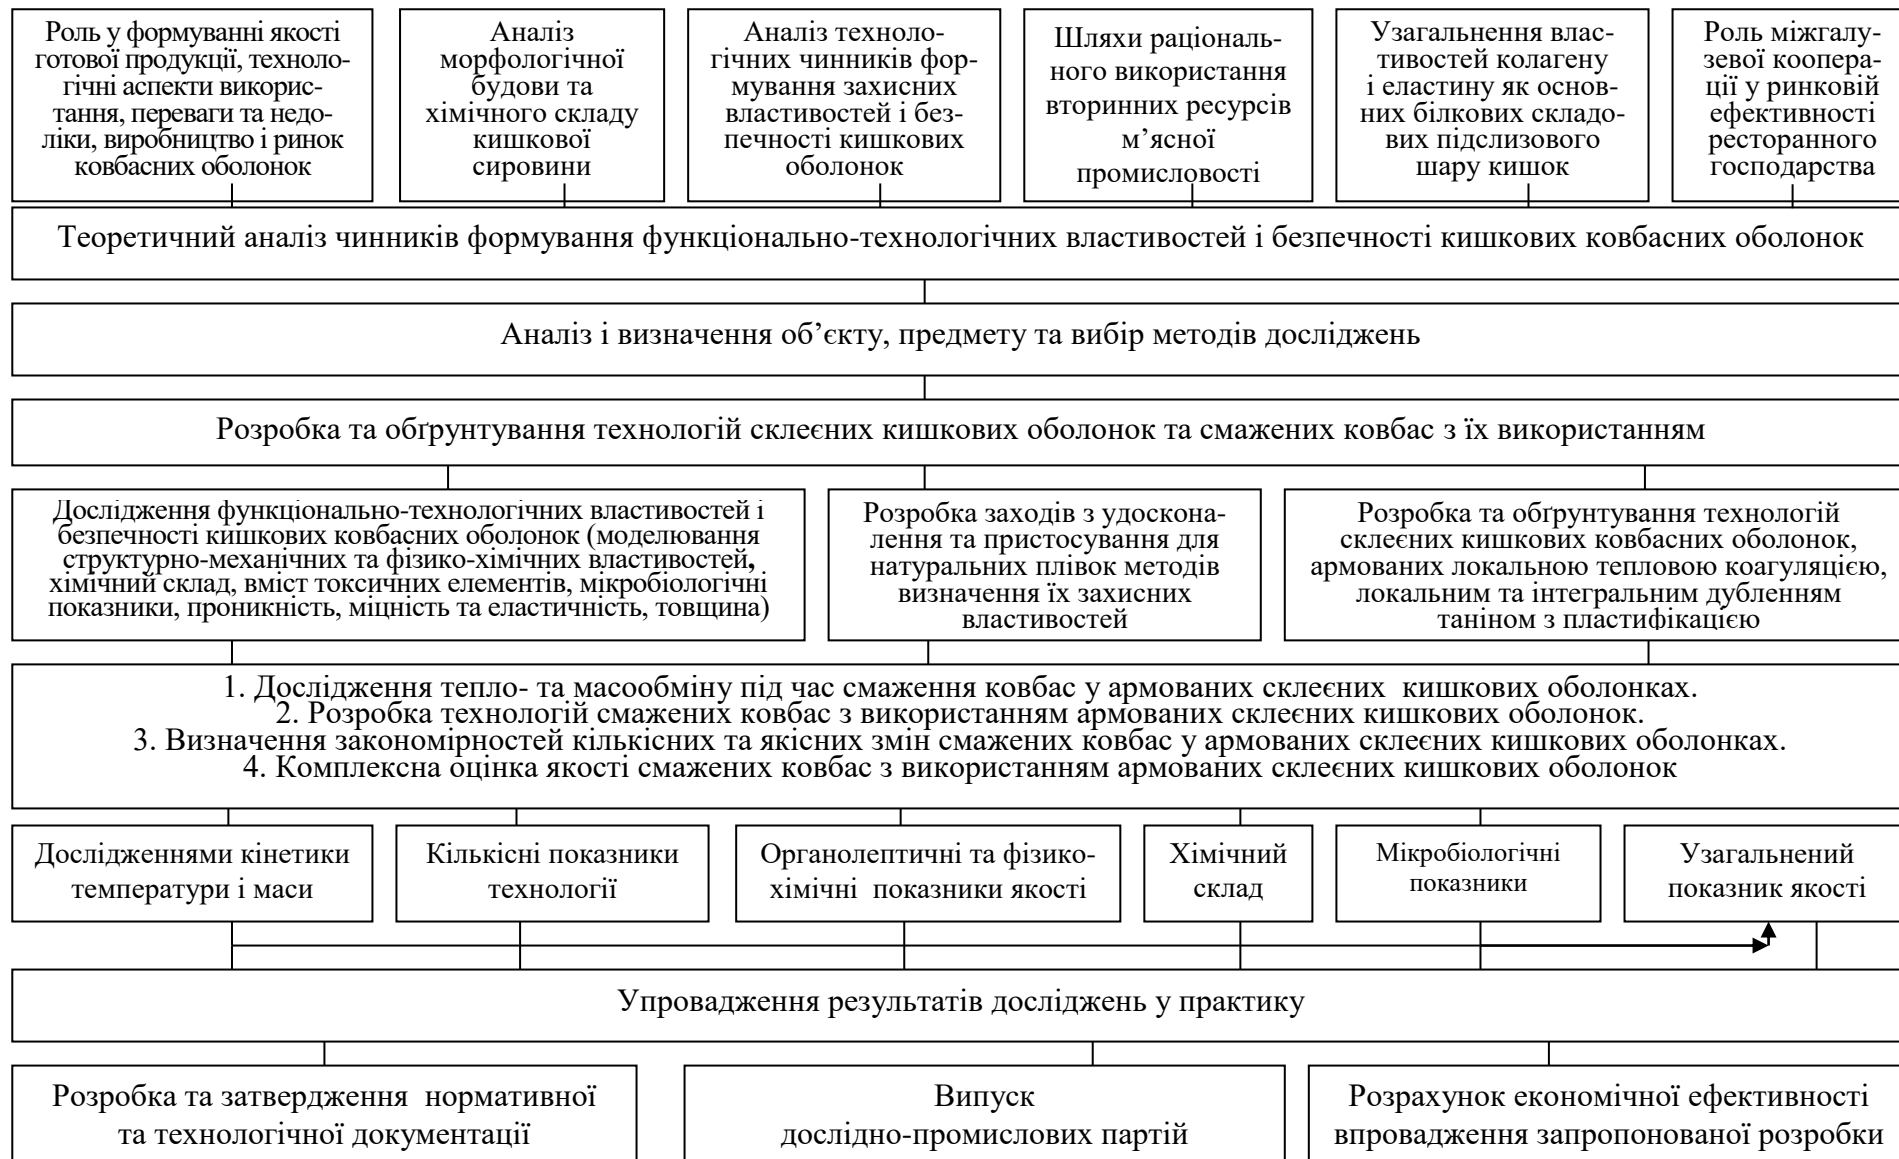 Роль у формуванні якості
готової продукції, техноло-
гічні аспекти викорис-
тання, переваги та недо-
ліки, виробництво і ринок
ковбасних оболонок
Аналіз
морфологічної
будови та
хімічного складу
кишкової
сировини
Аналіз техноло-
гічних чинників фор-
мування захисних
властивостей і без-
печності кишкових
оболонок
Шляхи раціональ-
ного використання
вторинних ресурсів
м’ясної
промисловості
Узагальнення влас-
тивостей колагену
і еластину як основ-
них білкових складо-
вих підслизового
шару кишок
Роль міжгалу-
зевої коопера-
ції у ринковій
ефективності
ресторанного
господарства
Теоретичний аналіз чинників формування функціонально-технологічних властивостей і безпечності кишкових ковбасних оболонок
Аналіз і визначення об’єкту, предмету та вибір методів досліджень
Розробка та обґрунтування технологій склеєних кишкових оболонок та смажених ковбас з їх використанням
Дослідження функціонально-технологічних властивостей і
безпечності кишкових ковбасних оболонок (моделювання
структурно-механічних та фізико-хімічних властивостей,
хімічний склад, вміст токсичних елементів, мікробіологічні
показники, проникність, міцність та еластичність, товщина)
Розробка заходів з удоскона-
лення та пристосування для
натуральних плівок методів
визначення їх захисних
властивостей
Розробка та обґрунтування технологій
склеєних кишкових ковбасних оболонок,
армованих локальною тепловою коагуляцією,
локальним та інтегральним дубленням
таніном з пластифікацією
1. Дослідження тепло- та масообміну під час смаження ковбас у армованих склеєних кишкових оболонках.
2. Розробка технологій смажених ковбас з використанням армованих склеєних кишкових оболонок.
3. Визначення закономірностей кількісних та якісних змін смажених ковбас у армованих склеєних кишкових оболонках.
4. Комплексна оцінка якості смажених ковбас з використанням армованих склеєних кишкових оболонок
Дослідженнями кінетики
температури і маси
Кількісні показники
технології
Органолептичні та фізико-
хімічні показники якості
Хімічний
склад
Мікробіологічні
показники
Узагальнений
показник якості
Упровадження результатів досліджень у практику
Розробка та затвердження нормативної
та технологічної документації
Випуск
дослідно-промислових партій
Розрахунок економічної ефективності
впровадження запропонованої розробки